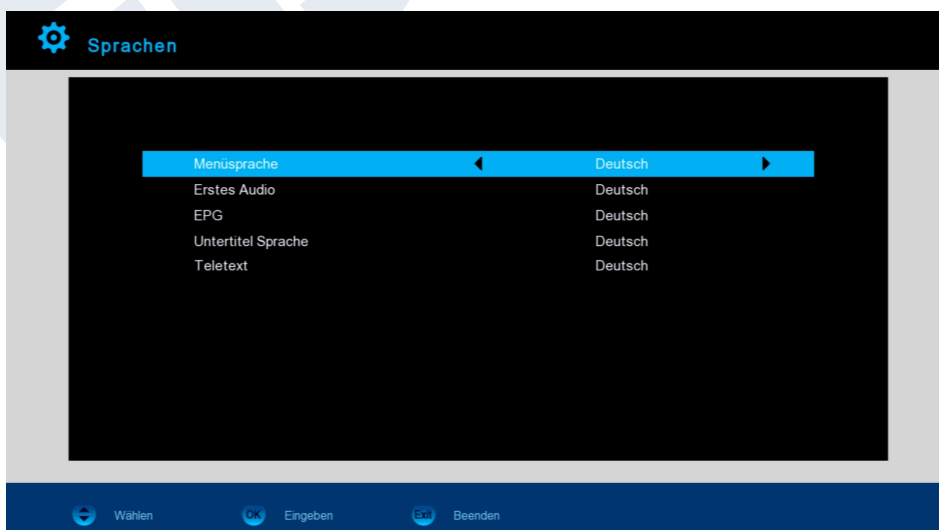 Sprachen
Menüsprache Deutsch
Erstes Audio Deutsch
EPG Deutsch
Untertitel Sprache Deutsch
Teletext Deutsch
Wählen OK Eingeben Exit Beenden